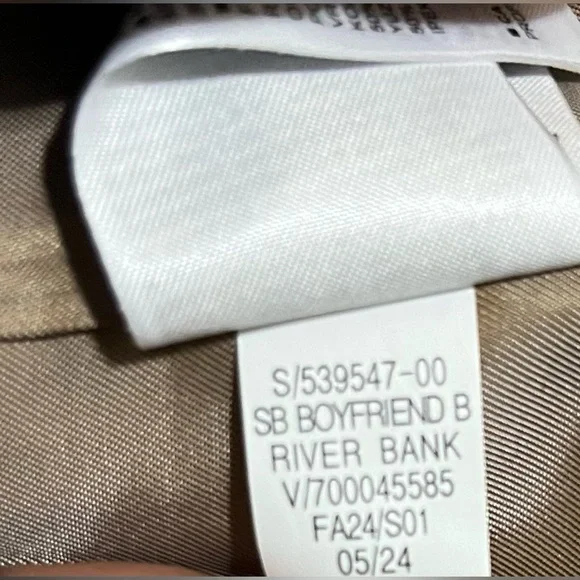 S/539547-00
SB BOYFRIEND B
RIVER BANK
V/700045585
FA24/S01
05/24